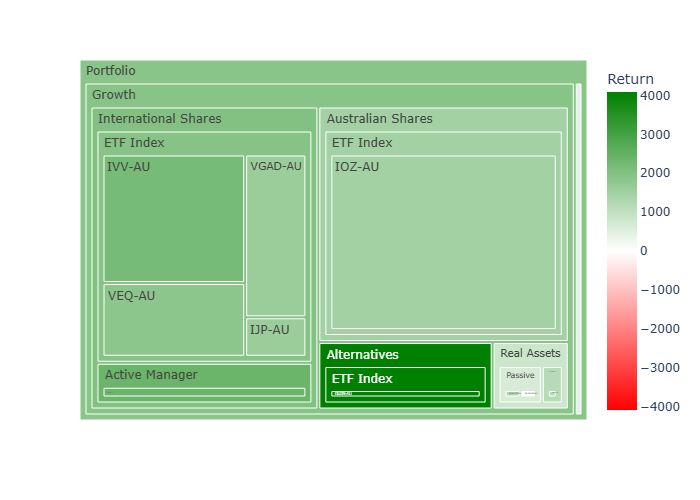 Portfolio
Growth
International Shares
ETF Index
IVV-AU
VGAD-AU
VEQ-AU
IJP-AU
Active Manager
Australian Shares
ETF Index
IOZ-AU
Alternatives
ETF Index
Real Assets
Passive
Return
4000
3000
2000
1000
0
−1000
−2000
−3000
−4000